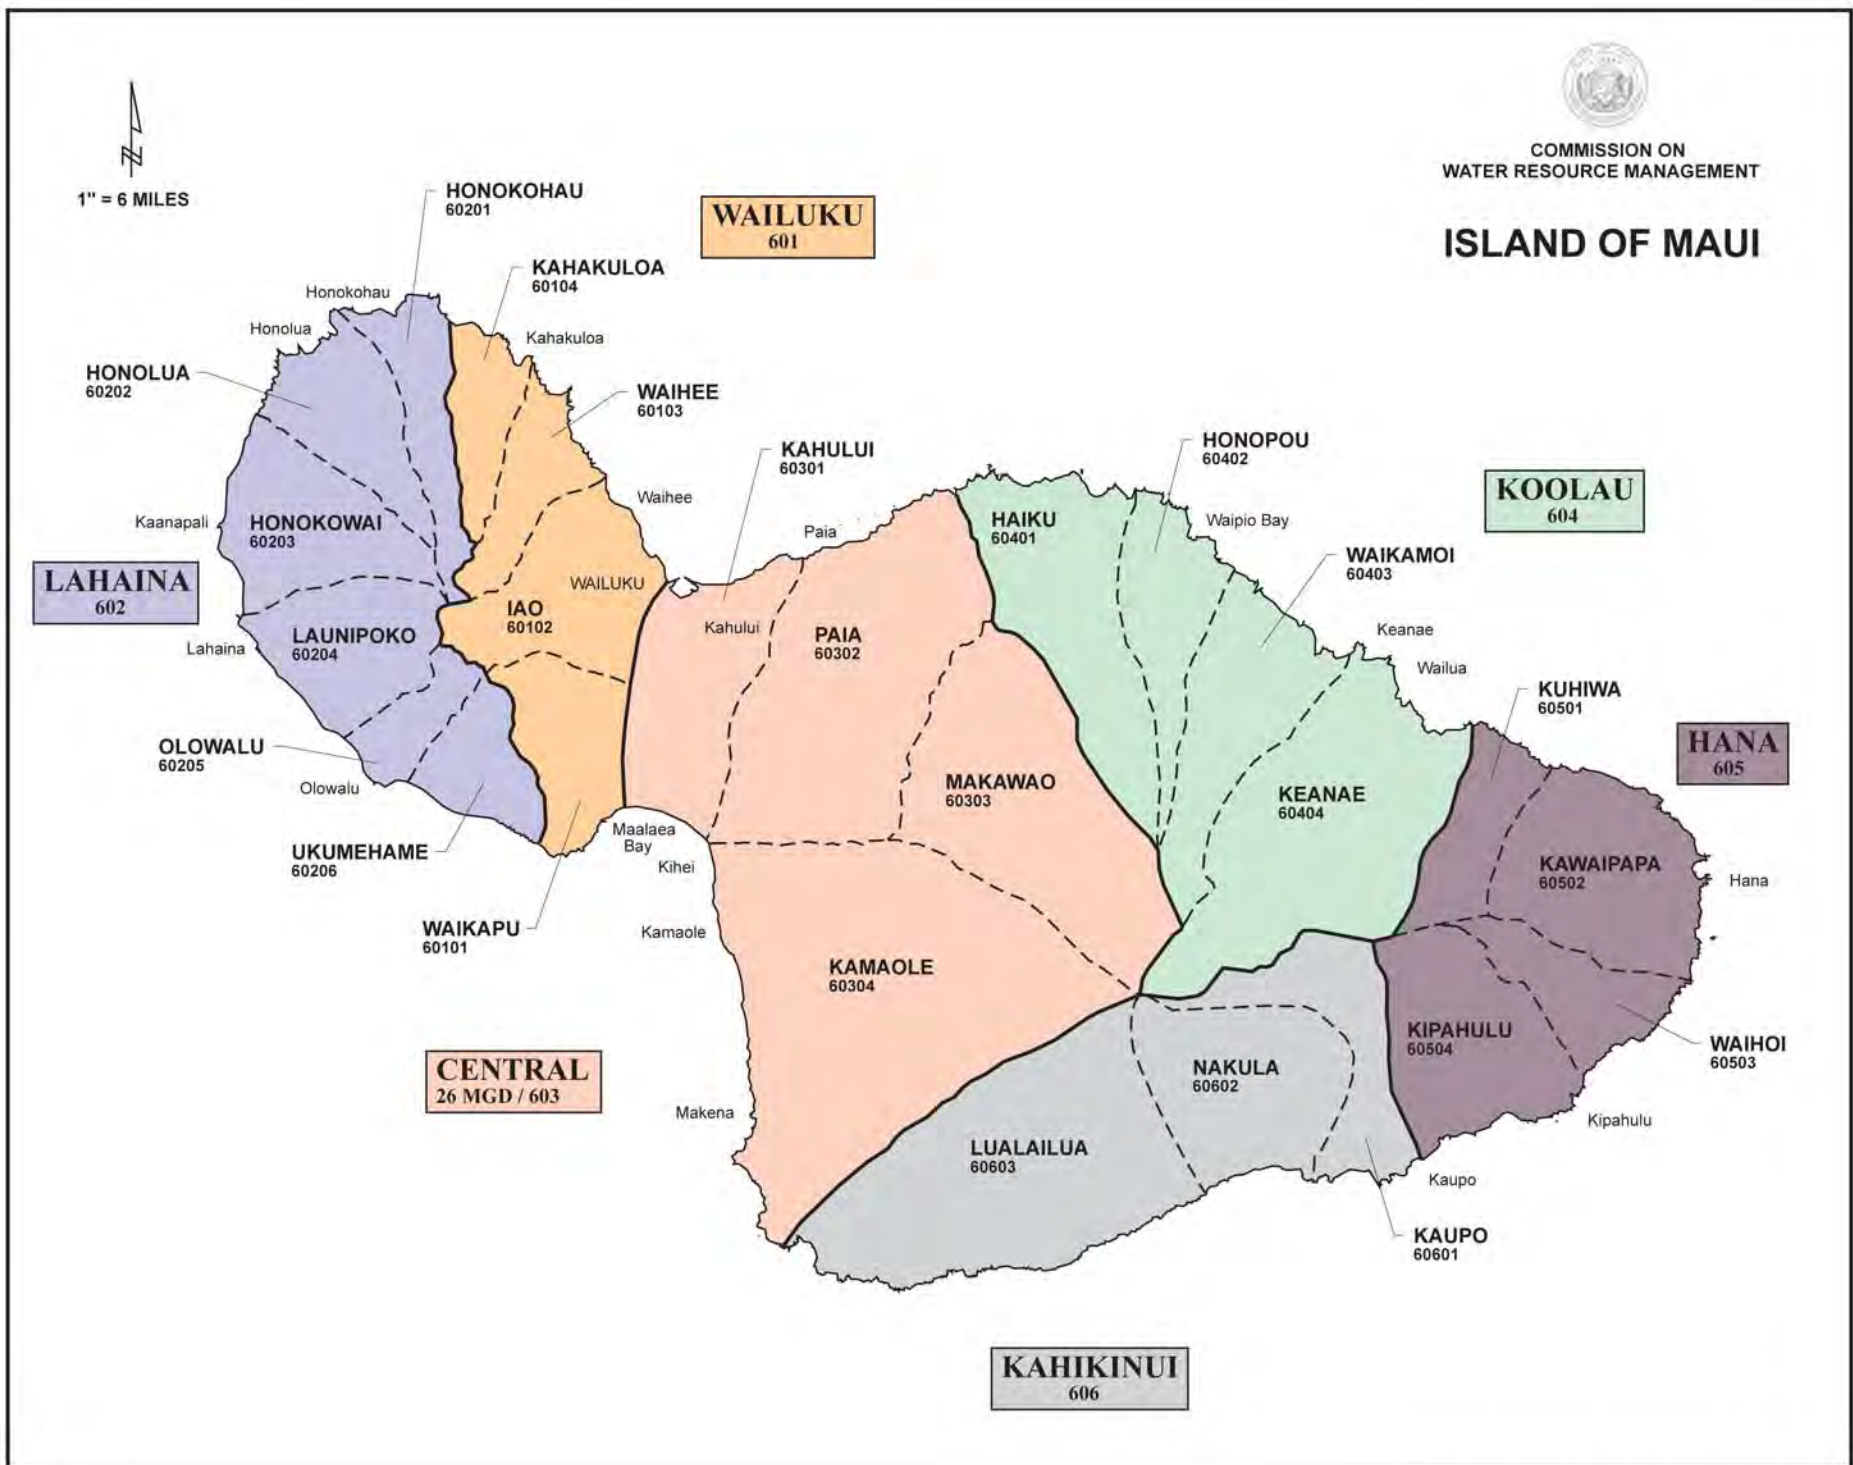 COMMISSION ON
WATER RESOURCE MANAGEMENT
ISLAND OF MAUI
1" = 6 MILES
HONOKOHAU
60201
WAILUKU
601
KAHAKULOA
60104
Honokohau
Honolua
Kahakuloa
HONOLUA
60202
WAIHEE
60103
KAHULUI
60301
HONOPOU
60402
KOOLAU
604
Waihee
Kaanapali
HONOKOWAI
60203
Paia
HAIKU
60401
Waipio Bay
WAIKAMOI
60403
LAHAINA
602
WAILUKU
IAO
60102
Lahaina
LAUNIPOKO
60204
Kahului
PAIA
60302
Keanae
Wailua
KUHIWA
60501
OLOWALU
60205
Olowalu
MAKAWAO
60303
KEANAE
60404
HANA
605
UKUMEHAME
60206
Maalaea
Bay
Kihei
KAWAIPAPA
60502
Hana
WAIKAPU
60101
Kamaole
KAMAOLE
60304
KIPAHULU
60504
WAIHOI
60503
CENTRAL
26 MGD / 603
NAKULA
60602
Makena
Kipahulu
LUALAILUA
60603
Kaupo
KAUPO
60601
KAHIKINUI
606